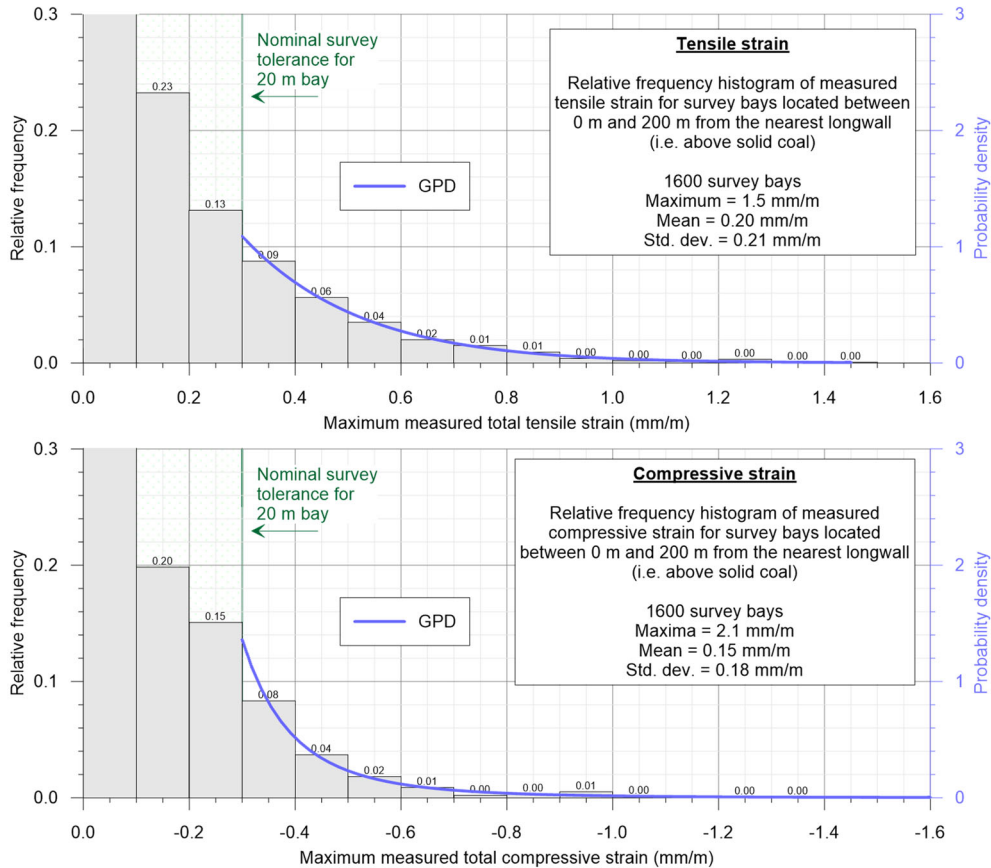 0.3
0.2
0.1
0.0
Relative frequency
0.23
0.13
0.09
0.06
0.04
0.02
0.01
0.01
0.00
0.00
0.00
0.00
0.00
0.00
Nominal survey
tolerance for
20 m bay
GPD
Tensile strain
Relative frequency histogram of measured
tensile strain for survey bays located between
0 m and 200 m from the nearest longwall
(i.e. above solid coal)
1600 survey bays
Maximum = 1.5 mm/m
Mean = 0.20 mm/m
Std. dev. = 0.21 mm/m
3
2
1
0
Probability density
0.0
0.2
0.4
0.6
0.8
1.0
1.2
1.4
1.6
Maximum measured total tensile strain (mm/m)
0.3
0.2
0.1
0.0
Relative frequency
0.20
0.15
0.08
0.04
0.02
0.01
0.00
0.00
0.01
0.00
0.00
0.00
Nominal survey
tolerance for
20 m bay
GPD
Compressive strain
Relative frequency histogram of measured
compressive strain for survey bays located
between 0 m and 200 m from the nearest longwall
(i.e. above solid coal)
1600 survey bays
Maxima = 2.1 mm/m
Mean = 0.15 mm/m
Std. dev. = 0.18 mm/m
3
2
1
0
Probability density
0.0
-0.2
-0.4
-0.6
-0.8
-1.0
-1.2
-1.4
-1.6
Maximum measured total compressive strain (mm/m)